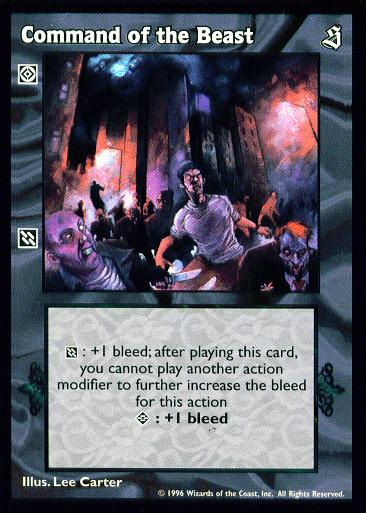 Command of the Beast
: +1 bleed; after playing this card,
you cannot play another action
modifier to further increase the bleed
for this action
: +1 bleed
Illus. Lee Carter
© 1996 Wizards of the Coast, Inc. All Rights Reserved.